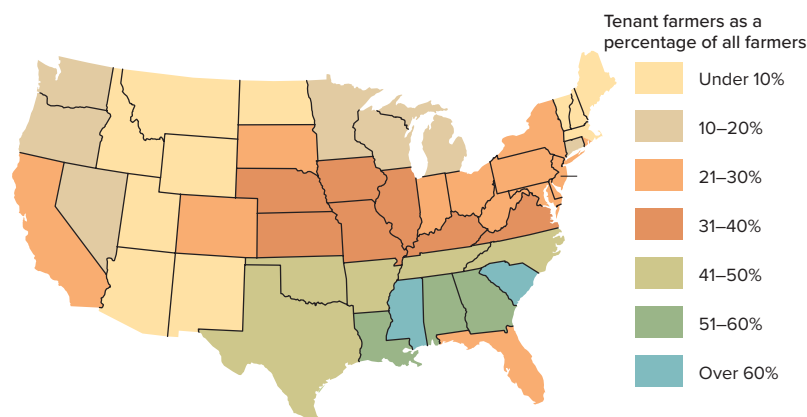 Tenant farmers as a
percentage of all farmers
Under 10%
10–20%
21–30%
31–40%
41–50%
51–60%
Over 60%